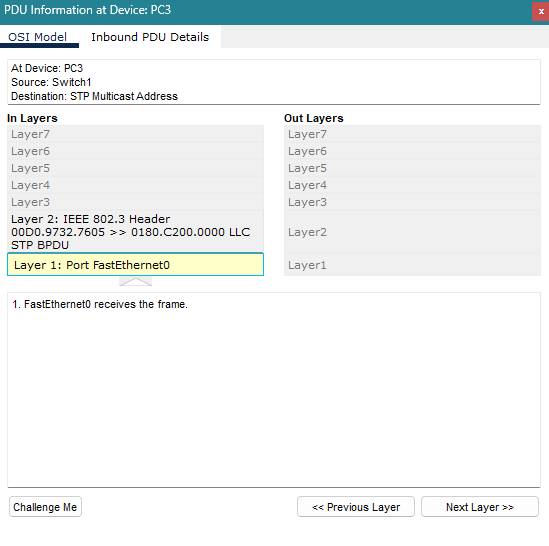 PDU Information at Device: PC3
x
OSI Model
Inbound PDU Details
At Device: PC3
Source: Switch1
Destination: STP Multicast Address
In Layers
Layer7
Layer6
Layer5
Layer4
Layer3
Layer 2: IEEE 802.3 Header
00D0.9732.7605 >> 0180.C200.0000 LLC
STP BPDU
Layer 1: Port FastEthernet0
Out Layers
Layer7
Layer6
Layer5
Layer4
Layer3
Layer2
Layer1
1. FastEthernet0 receives the frame.
Challenge Me
<< Previous Layer
Next Layer >>